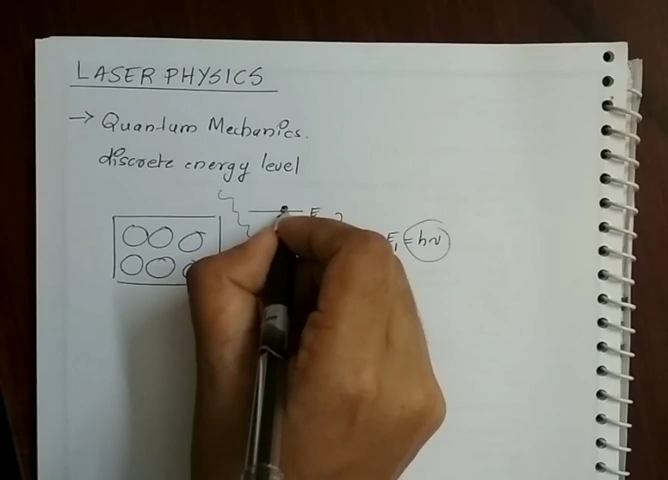 LASER PHYSICS
→ Quantum Mechanics.
discrete energy level
E
E₁ = hν